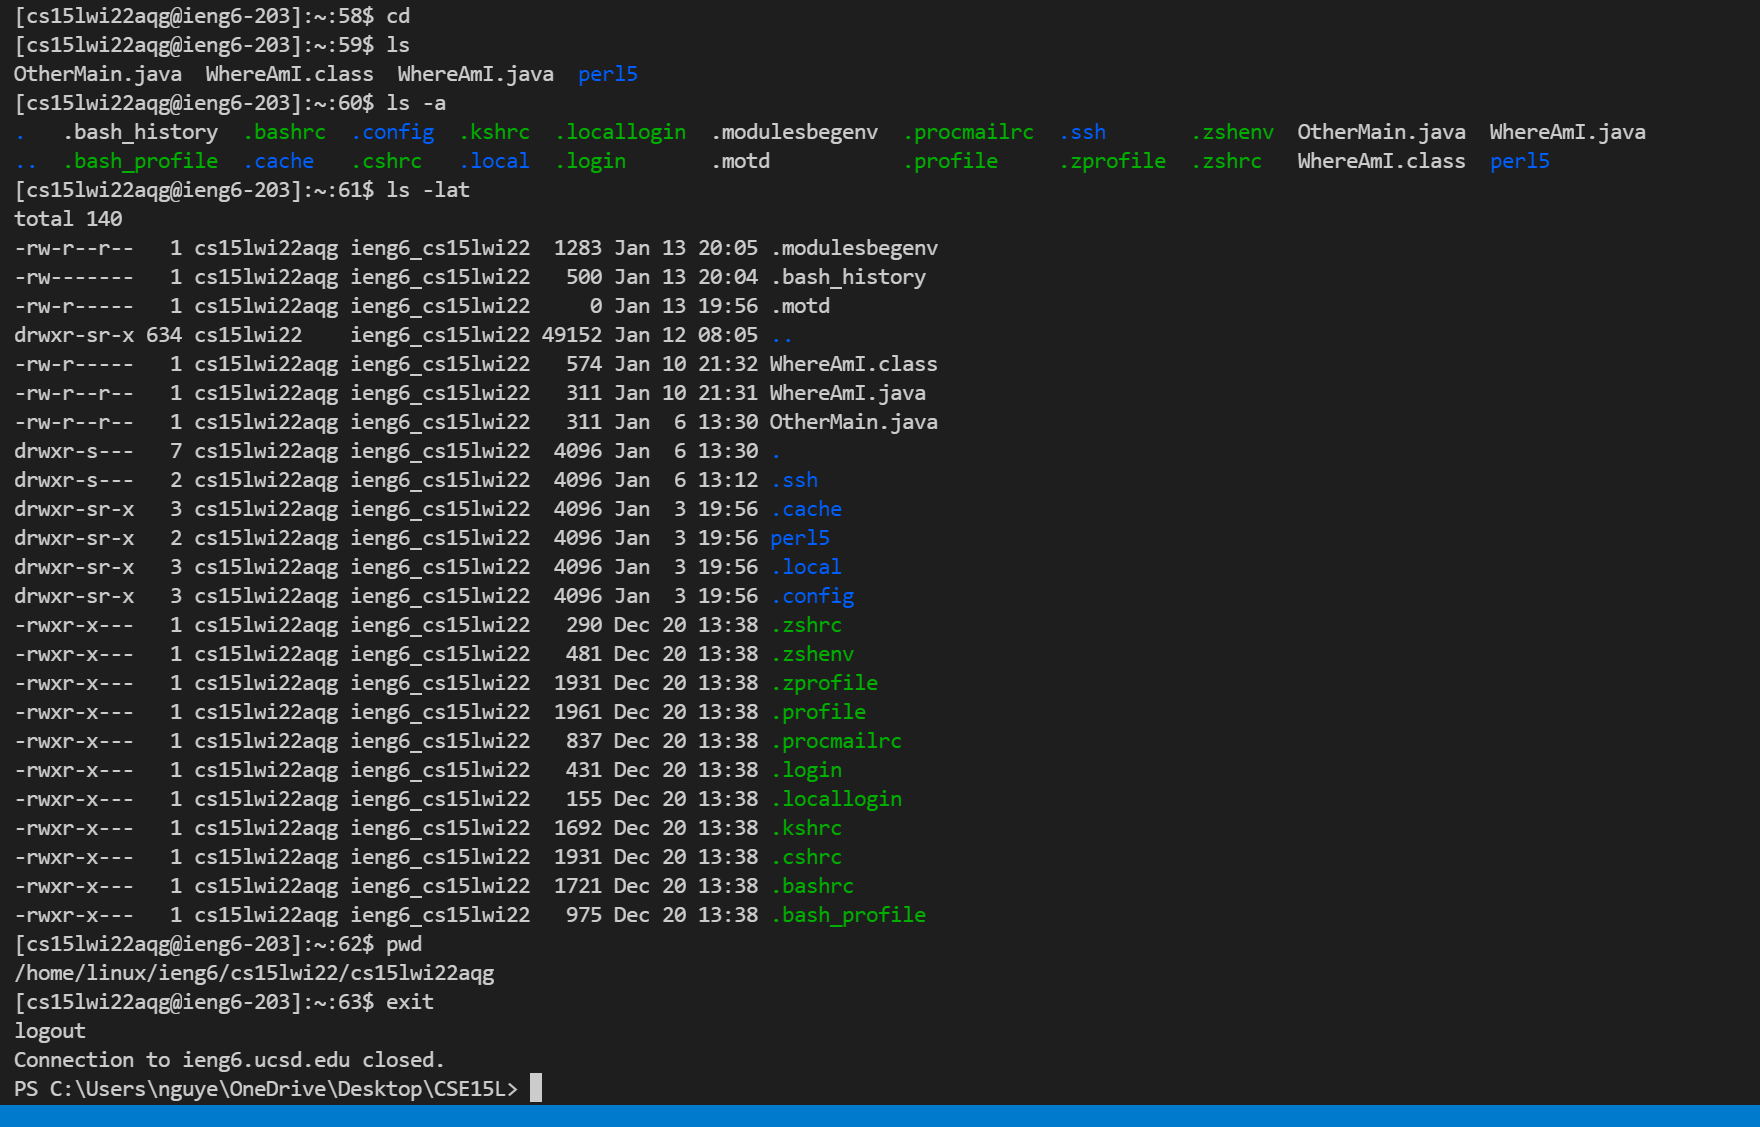 [cs15lwi22aqg@ieng6-203]:~:58$ cd
[cs15lwi22aqg@ieng6-203]:~:59$ ls
OtherMain.java  WhereAmI.class  WhereAmI.java  perl5
[cs15lwi22aqg@ieng6-203]:~:60$ ls -a
.   .bash_history  .bashrc  .config  .kshrc  .locallogin  .modulesbegenv  .procmailrc  .ssh       .zshenv  OtherMain.java  WhereAmI.java
..  .bash_profile  .cache   .cshrc   .local  .login       .motd           .profile     .zprofile  .zshrc   WhereAmI.class  perl5
[cs15lwi22aqg@ieng6-203]:~:61$ ls -lat
total 140
-rw-r--r--   1 cs15lwi22aqg ieng6_cs15lwi22  1283 Jan 13 20:05 .modulesbegenv
-rw-------   1 cs15lwi22aqg ieng6_cs15lwi22   500 Jan 13 20:04 .bash_history
-rw-r-----   1 cs15lwi22aqg ieng6_cs15lwi22     0 Jan 13 19:56 .motd
drwxr-sr-x 634 cs15lwi22    ieng6_cs15lwi22 49152 Jan 12 08:05 ..
-rw-r-----   1 cs15lwi22aqg ieng6_cs15lwi22   574 Jan 10 21:32 WhereAmI.class
-rw-r--r--   1 cs15lwi22aqg ieng6_cs15lwi22   311 Jan 10 21:31 WhereAmI.java
-rw-r--r--   1 cs15lwi22aqg ieng6_cs15lwi22   311 Jan  6 13:30 OtherMain.java
drwxr-s---   7 cs15lwi22aqg ieng6_cs15lwi22  4096 Jan  6 13:30 .
drwxr-s---   2 cs15lwi22aqg ieng6_cs15lwi22  4096 Jan  6 13:12 .ssh
drwxr-sr-x   3 cs15lwi22aqg ieng6_cs15lwi22  4096 Jan  3 19:56 .cache
drwxr-sr-x   2 cs15lwi22aqg ieng6_cs15lwi22  4096 Jan  3 19:56 perl5
drwxr-sr-x   3 cs15lwi22aqg ieng6_cs15lwi22  4096 Jan  3 19:56 .local
drwxr-sr-x   3 cs15lwi22aqg ieng6_cs15lwi22  4096 Jan  3 19:56 .config
-rwxr-x---   1 cs15lwi22aqg ieng6_cs15lwi22   290 Dec 20 13:38 .zshrc
-rwxr-x---   1 cs15lwi22aqg ieng6_cs15lwi22   481 Dec 20 13:38 .zshenv
-rwxr-x---   1 cs15lwi22aqg ieng6_cs15lwi22  1931 Dec 20 13:38 .zprofile
-rwxr-x---   1 cs15lwi22aqg ieng6_cs15lwi22  1961 Dec 20 13:38 .profile
-rwxr-x---   1 cs15lwi22aqg ieng6_cs15lwi22   837 Dec 20 13:38 .procmailrc
-rwxr-x---   1 cs15lwi22aqg ieng6_cs15lwi22   431 Dec 20 13:38 .login
-rwxr-x---   1 cs15lwi22aqg ieng6_cs15lwi22   155 Dec 20 13:38 .locallogin
-rwxr-x---   1 cs15lwi22aqg ieng6_cs15lwi22  1692 Dec 20 13:38 .kshrc
-rwxr-x---   1 cs15lwi22aqg ieng6_cs15lwi22  1931 Dec 20 13:38 .cshrc
-rwxr-x---   1 cs15lwi22aqg ieng6_cs15lwi22  1721 Dec 20 13:38 .bashrc
-rwxr-x---   1 cs15lwi22aqg ieng6_cs15lwi22   975 Dec 20 13:38 .bash_profile
[cs15lwi22aqg@ieng6-203]:~:62$ pwd
/home/linux/ieng6/cs15lwi22/cs15lwi22aqg
[cs15lwi22aqg@ieng6-203]:~:63$ exit
logout
Connection to ieng6.ucsd.edu closed.
PS C:\Users\nguye\OneDrive\Desktop\CSE15L>